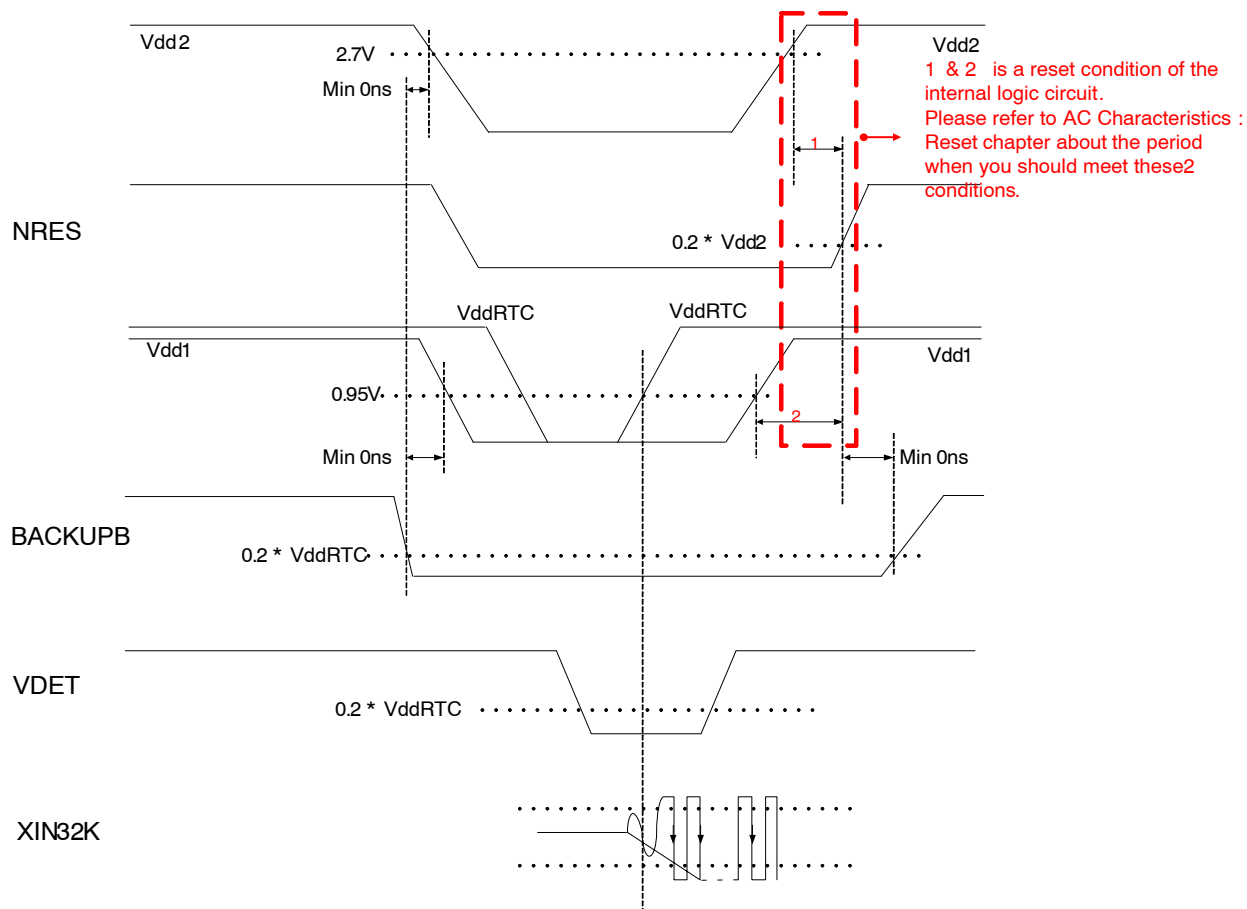 Vdd2
Vdd2
2.7V
Min 0ns
1 & 2 is a reset condition of the
internal logic circuit.
Please refer to AC Characteristics :
Reset chapter about the period
when you should meet these2
conditions.
1
NRES
0.2 * Vdd2
VddRTC
VddRTC
Vdd1
Vdd1
0.95V
2
Min 0ns
Min 0ns
BACKUPB
0.2 * VddRTC
VDET
0.2 * VddRTC
XIN32K